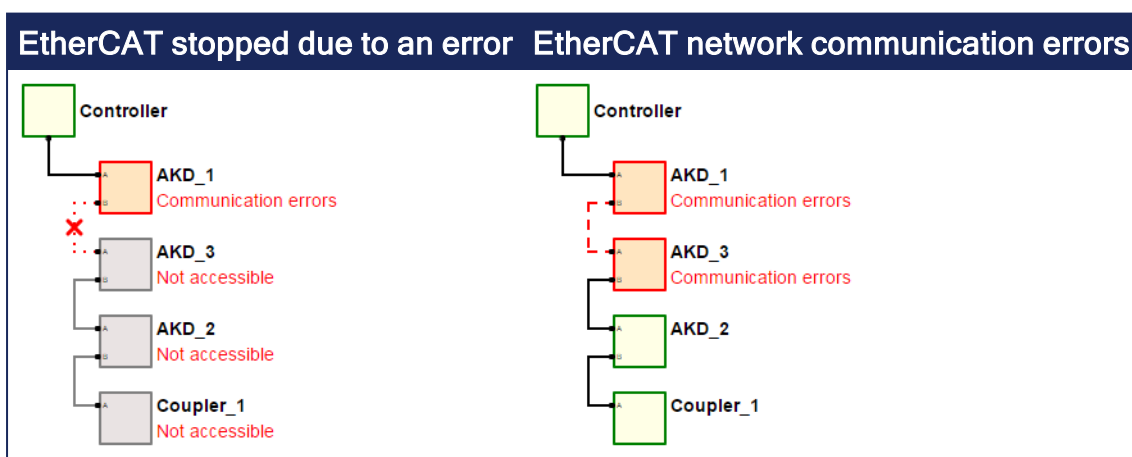 EtherCAT stopped due to an error
Controller
A
AKD_1
B
Communication errors
A
AKD_3
B
Not accessible
A
AKD_2
B
Not accessible
A
Coupler_1
Not accessible
EtherCAT network communication errors
Controller
A
AKD_1
B
Communication errors
A
AKD_3
B
Communication errors
A
AKD_2
B
A
Coupler_1